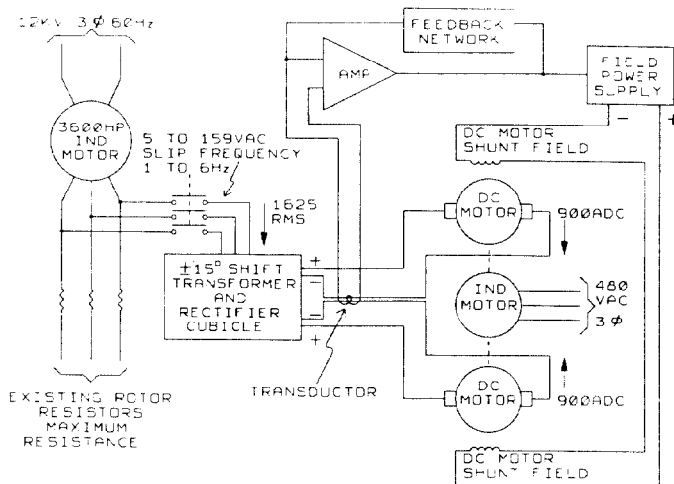 12KV 3 Ø 60Hz
FEEDBACK
NETWORK
AMP
FIELD
POWER
SUPPLY
3600HP
IND
MOTOR
5 TO 159VAC
SLIP FREQUENCY
1 TO 6Hz
- +
DC MOTOR
SHUNT FIELD
1625
RMS
DC
MOTOR
900ADC
±15° SHIFT
TRANSFORMER
AND
RECTIFIER
CUBICLE
+
-
-
+
IND
MOTOR
480
VAC
3 Ø
TRANSDUCTOR
DC
MOTOR
900ADC
EXISTING ROTOR
RESISTORS
MAXIMUM
RESISTANCE
DC MOTOR
SHUNT FIELD